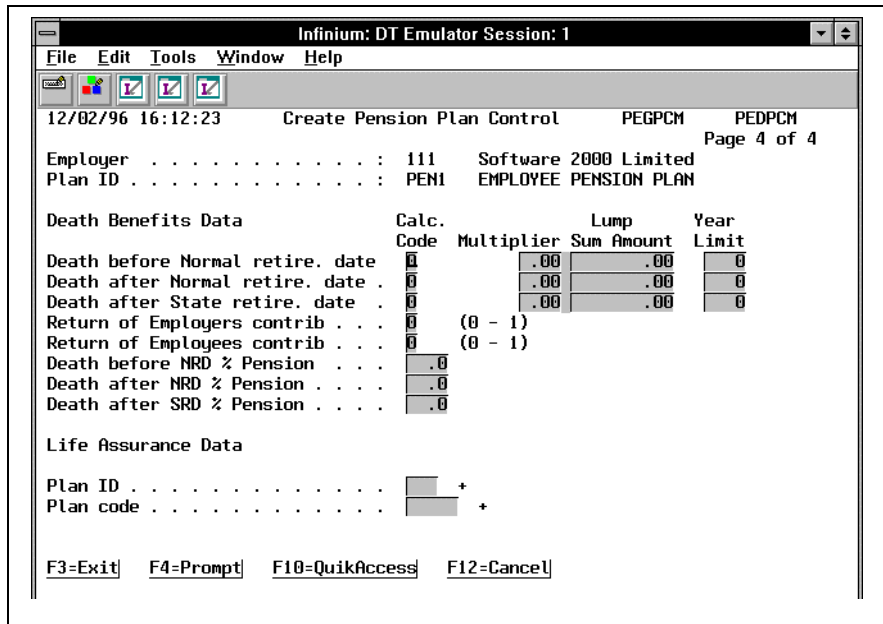 Infinium: DT Emulator Session: 1
File Edit Tools Window Help
12/02/96 16:12:23 Create Pension Plan Control PEGPCM PEDPCM
Page 4 of 4
Employer . . . . . . . . . . . : 111 Software 2000 Limited
Plan ID . . . . . . . . . . . . : PEN1 EMPLOYEE PENSION PLAN
Death Benefits Data Calc. Lump Year
Code Multiplier Sum Amount Limit
Death before Normal retire. date 0 .00 .00 0
Death after Normal retire. date . 0 .00 .00 0
Death after State retire. date . 0 .00 .00 0
Return of Employers contrib . . . 0 (0 - 1)
Return of Employees contrib . . . 0 (0 - 1)
Death before NRD % Pension . . . .0
Death after NRD % Pension . . . . .0
Death after SRD % Pension . . . . .0
Life Assurance Data
Plan ID . . . . . . . . . . . . . +
Plan code . . . . . . . . . . . . +
F3=Exit F4=Prompt F10=QuikAccess F12=Cancel